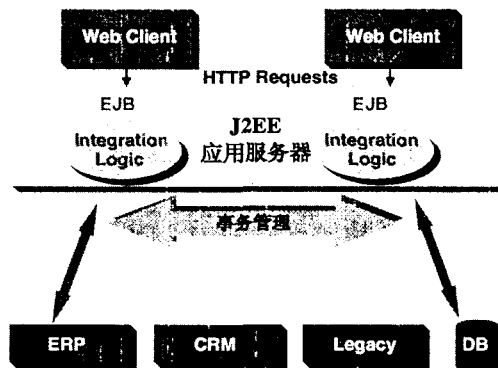 Web Client
Web Client
HTTP Requests
EJB
EJB
J2EE
应用服务器
Integration
Logic
Integration
Logic
事务管理
ERP
CRM
Legacy
DB